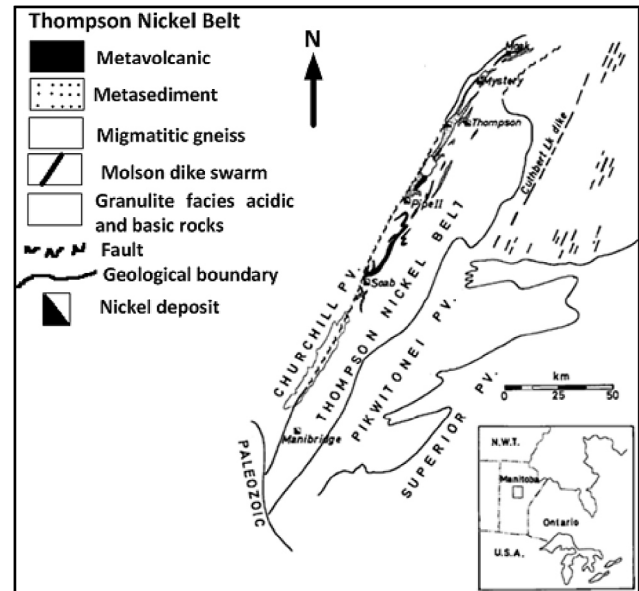 Thompson Nickel Belt
Metavolcanic
Metasediment
Migmatitic gneiss
Molson dike swarm
Granulite facies acidic
and basic rocks
Fault
Geological boundary
Nickel deposit
N
Moak
Mystery
Thompson
Pipe II
Soab
Manibridge
Cuthbert Lk dike
CHURCHILL PV.
THOMPSON NICKEL BELT
PIKWITONEI PV.
SUPERIOR PV.
PALEOZOIC
km
0 25 50
N.W.T.
Manitoba
Ontario
U.S.A.